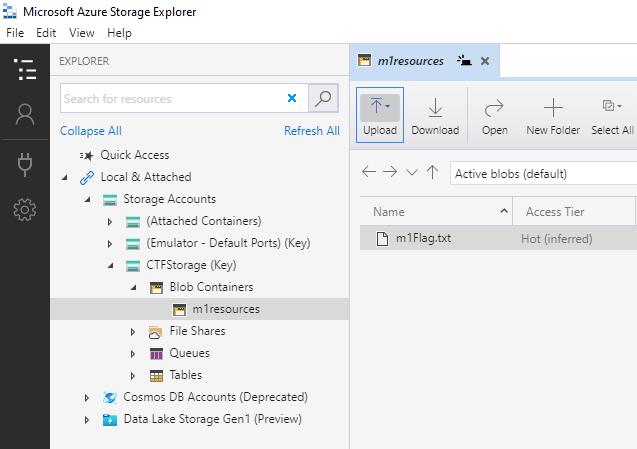 Microsoft Azure Storage Explorer
File Edit View Help
EXPLORER
Search for resources
Collapse All Refresh All
Quick Access
Local & Attached
Storage Accounts
(Attached Containers)
(Emulator - Default Ports) (Key)
CTFStorage (Key)
Blob Containers
m1resources
File Shares
Queues
Tables
Cosmos DB Accounts (Deprecated)
Data Lake Storage Gen1 (Preview)
m1resources
Upload Download Open New Folder Select All
Active blobs (default)
Name Access Tier
m1Flag.txt Hot (inferred)